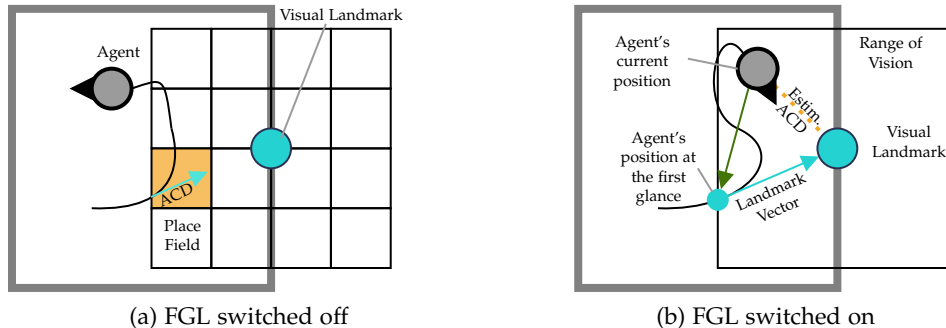 Visual Landmark
Agent
ACD
Place
Field
(a) FGL switched off
Agent's
current
position
Range of
Vision
Estim.
ACD
Visual
Landmark
Agent's
position at
the first
glance
Landmark
Vector
(b) FGL switched on